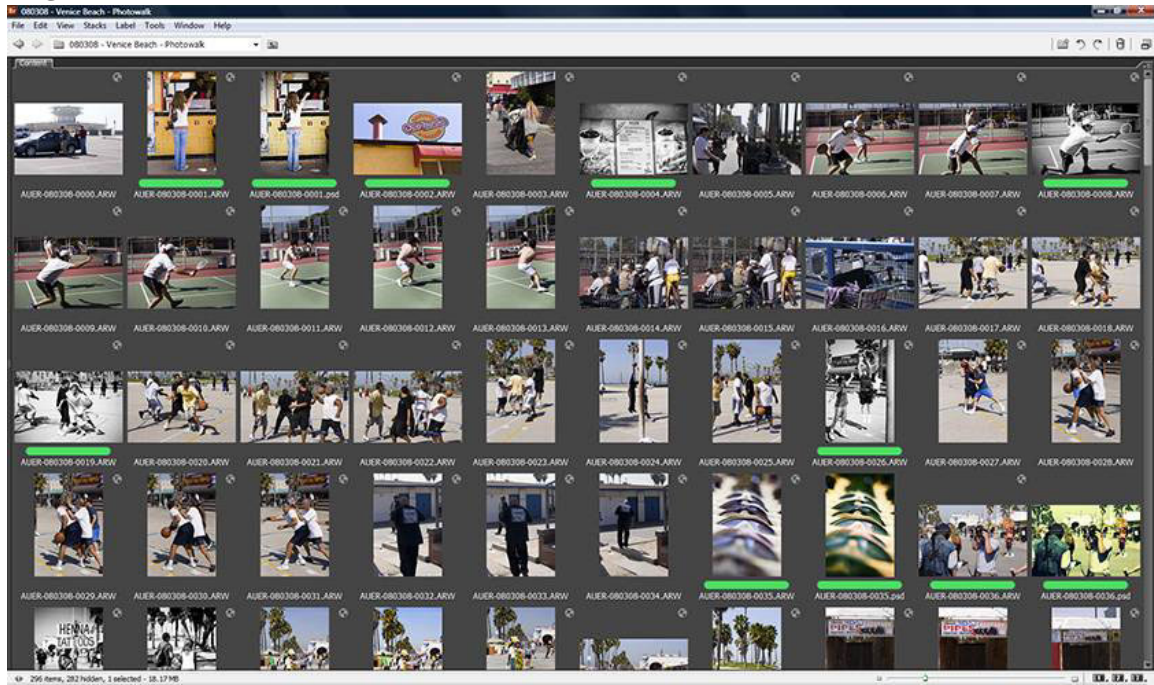 Br 080308 - Venice Beach - Photowalk
File Edit View Stacks Label Tools Window Help
080308 - Venice Beach - Photowalk
Content
AUER-080308-0000.ARW AUER-080308-0001.ARW AUER-080308-0001.psd AUER-080308-0002.ARW AUER-080308-0003.ARW AUER-080308-0004.ARW AUER-080308-0005.ARW AUER-080308-0006.ARW AUER-080308-0007.ARW AUER-080308-0008.ARW
AUER-080308-0009.ARW AUER-080308-0010.ARW AUER-080308-0011.ARW AUER-080308-0012.ARW AUER-080308-0013.ARW AUER-080308-0014.ARW AUER-080308-0015.ARW AUER-080308-0016.ARW AUER-080308-0017.ARW AUER-080308-0018.ARW
AUER-080308-0019.ARW AUER-080308-0020.ARW AUER-080308-0021.ARW AUER-080308-0022.ARW AUER-080308-0023.ARW AUER-080308-0024.ARW AUER-080308-0025.ARW AUER-080308-0026.ARW AUER-080308-0027.ARW AUER-080308-0028.ARW
AUER-080308-0029.ARW AUER-080308-0030.ARW AUER-080308-0031.ARW AUER-080308-0032.ARW AUER-080308-0033.ARW AUER-080308-0034.ARW AUER-080308-0035.ARW AUER-080308-0035.psd AUER-080308-0036.ARW AUER-080308-0036.psd
HENNA
TATTOOS
PIPES
296 items, 282 hidden, 1 selected - 18.17 MB